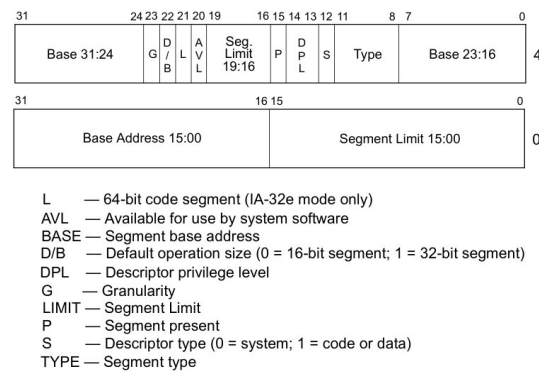 31 24 23 22 21 20 19 16 15 14 13 12 11 8 7 0
Base 31:24 G D/B L AVL Seg. Limit 19:16 P DPL S Type Base 23:16 4
31 16 15 0
Base Address 15:00 Segment Limit 15:00 0
L — 64-bit code segment (IA-32e mode only)
AVL — Available for use by system software
BASE — Segment base address
D/B — Default operation size (0 = 16-bit segment; 1 = 32-bit segment)
DPL — Descriptor privilege level
G — Granularity
LIMIT — Segment Limit
P — Segment present
S — Descriptor type (0 = system; 1 = code or data)
TYPE — Segment type